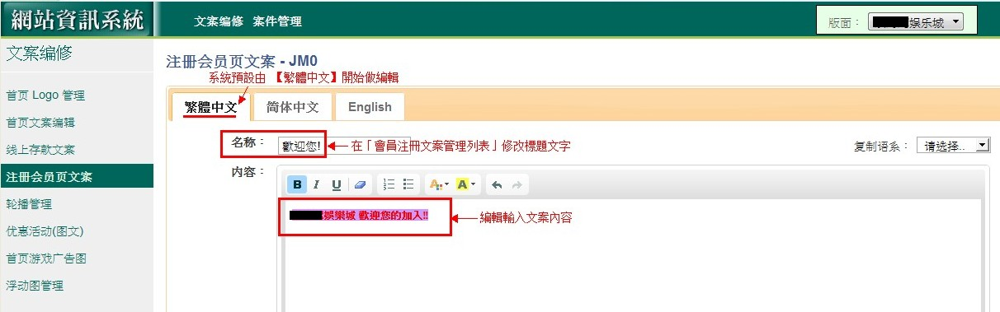 網站資訊系統
文案编修 案件管理
版面： 娱乐城
文案编修
首页 Logo 管理
首页文案编辑
线上存款文案
注册会员页文案
轮播管理
优惠活动(图文)
首页游戏广告图
浮动图管理
注册会员页文案 - JM0
系統預設由 【繁體中文】開始做編輯
繁體中文 简体中文 English
名称： 歡迎您! 在「會員注冊文案管理列表」修改標題文字 复制语系： 请选择..
内容：
B I U A A
娛樂城 歡迎您的加入!! 編輯輸入文案內容